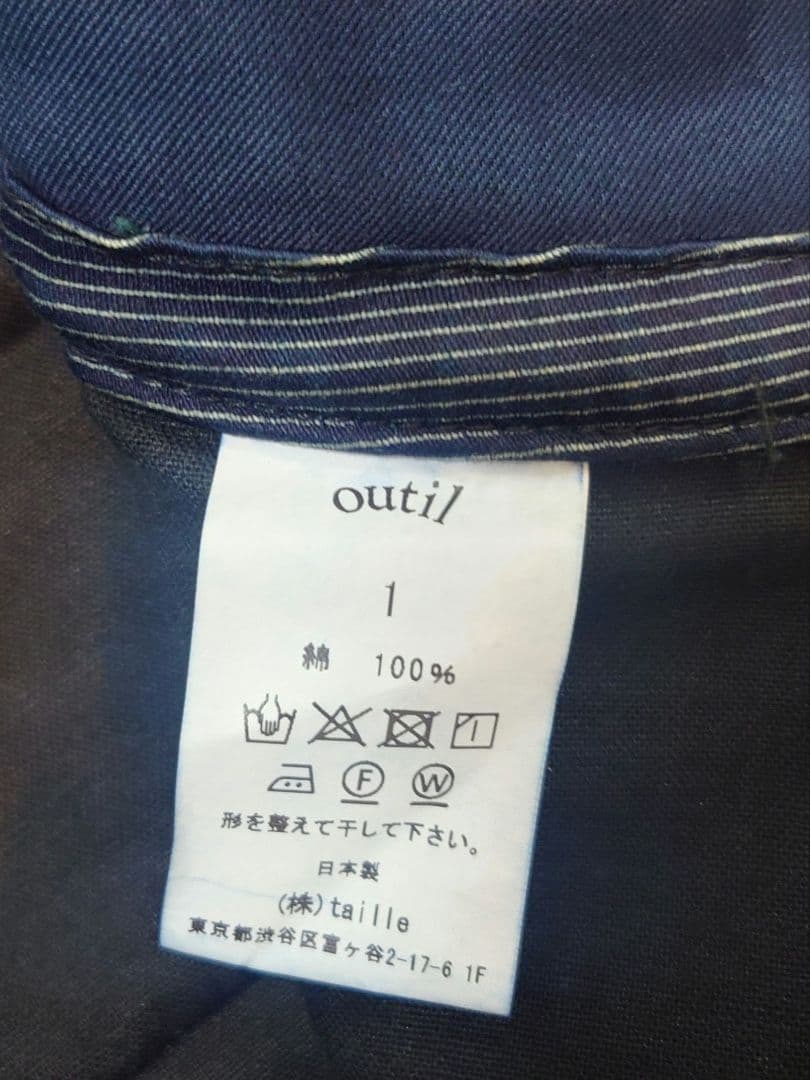 outil
1
綿 100%
F W
形を整えて干して下さい。
日本製
(株)taille
東京都渋谷区富ヶ谷2-17-6 1F